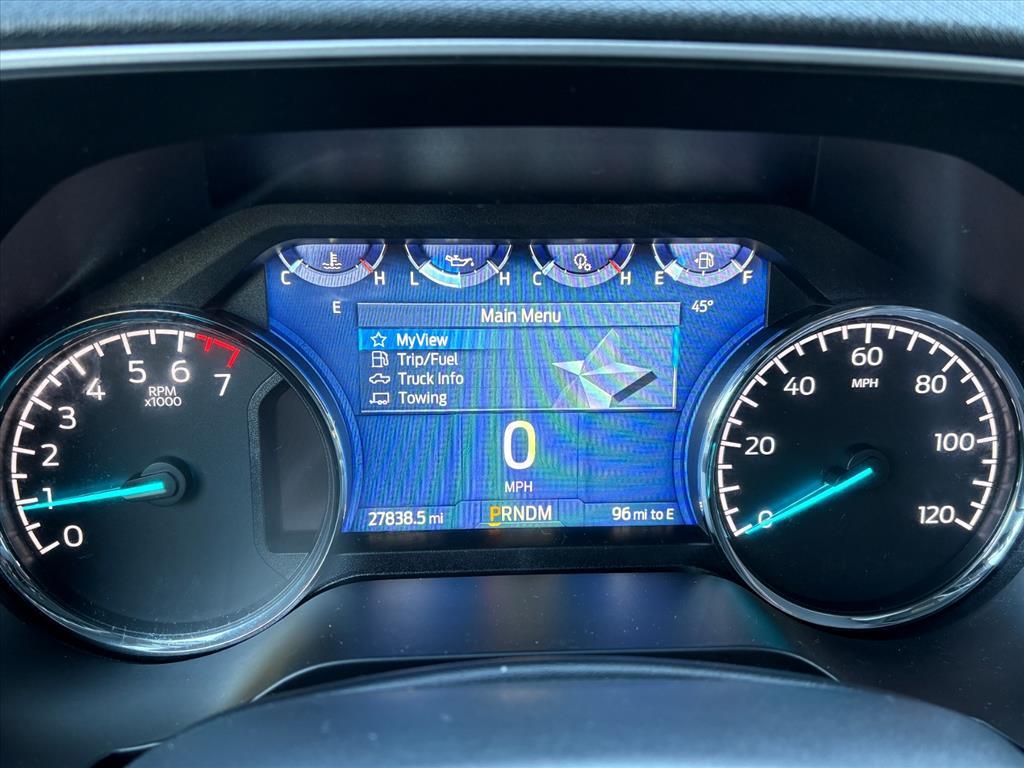 C H L H C H E F
E 45°
Main Menu
MyView
Trip/Fuel
Truck Info
Towing
0
MPH
27838.5 mi PRNDM 96 mi to E
0
1
2
3
4
5
6
7
RPM
x1000
0
20
40
60
80
100
120
MPH